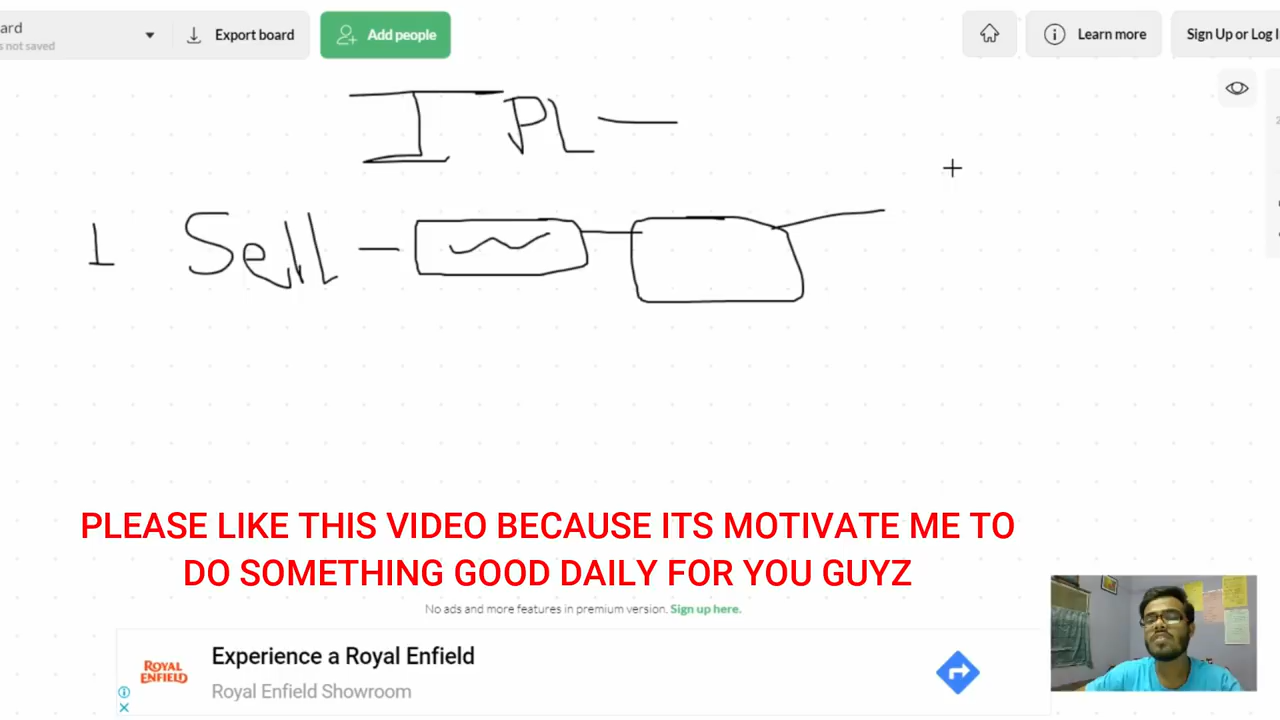 ard
s not saved
Export board
Add people
Learn more
Sign Up or Log I
IPL —
1 Sell —
PLEASE LIKE THIS VIDEO BECAUSE ITS MOTIVATE ME TO
DO SOMETHING GOOD DAILY FOR YOU GUYZ
No ads and more features in premium version. Sign up here.
ROYAL
ENFIELD
Experience a Royal Enfield
Royal Enfield Showroom